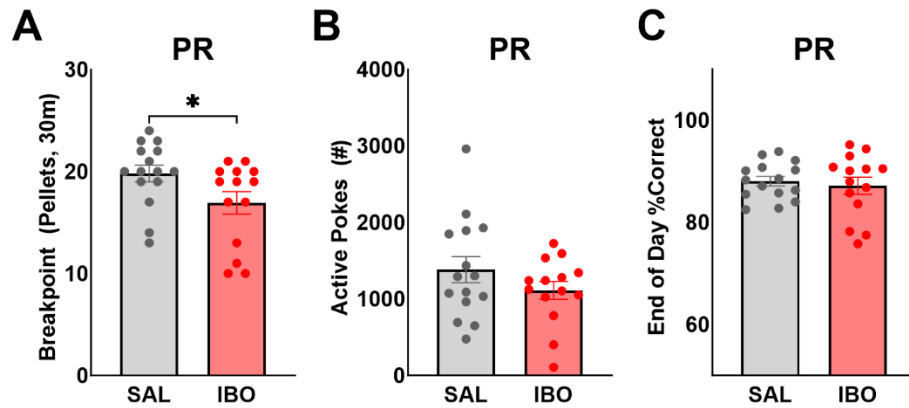 A
PR
Breakpoint (Pellets, 30m)
30
20
10
0
*
SAL
IBO
B
PR
Active Pokes (#)
4000
3000
2000
1000
0
SAL
IBO
C
PR
End of Day %Correct
100
80
60
SAL
IBO